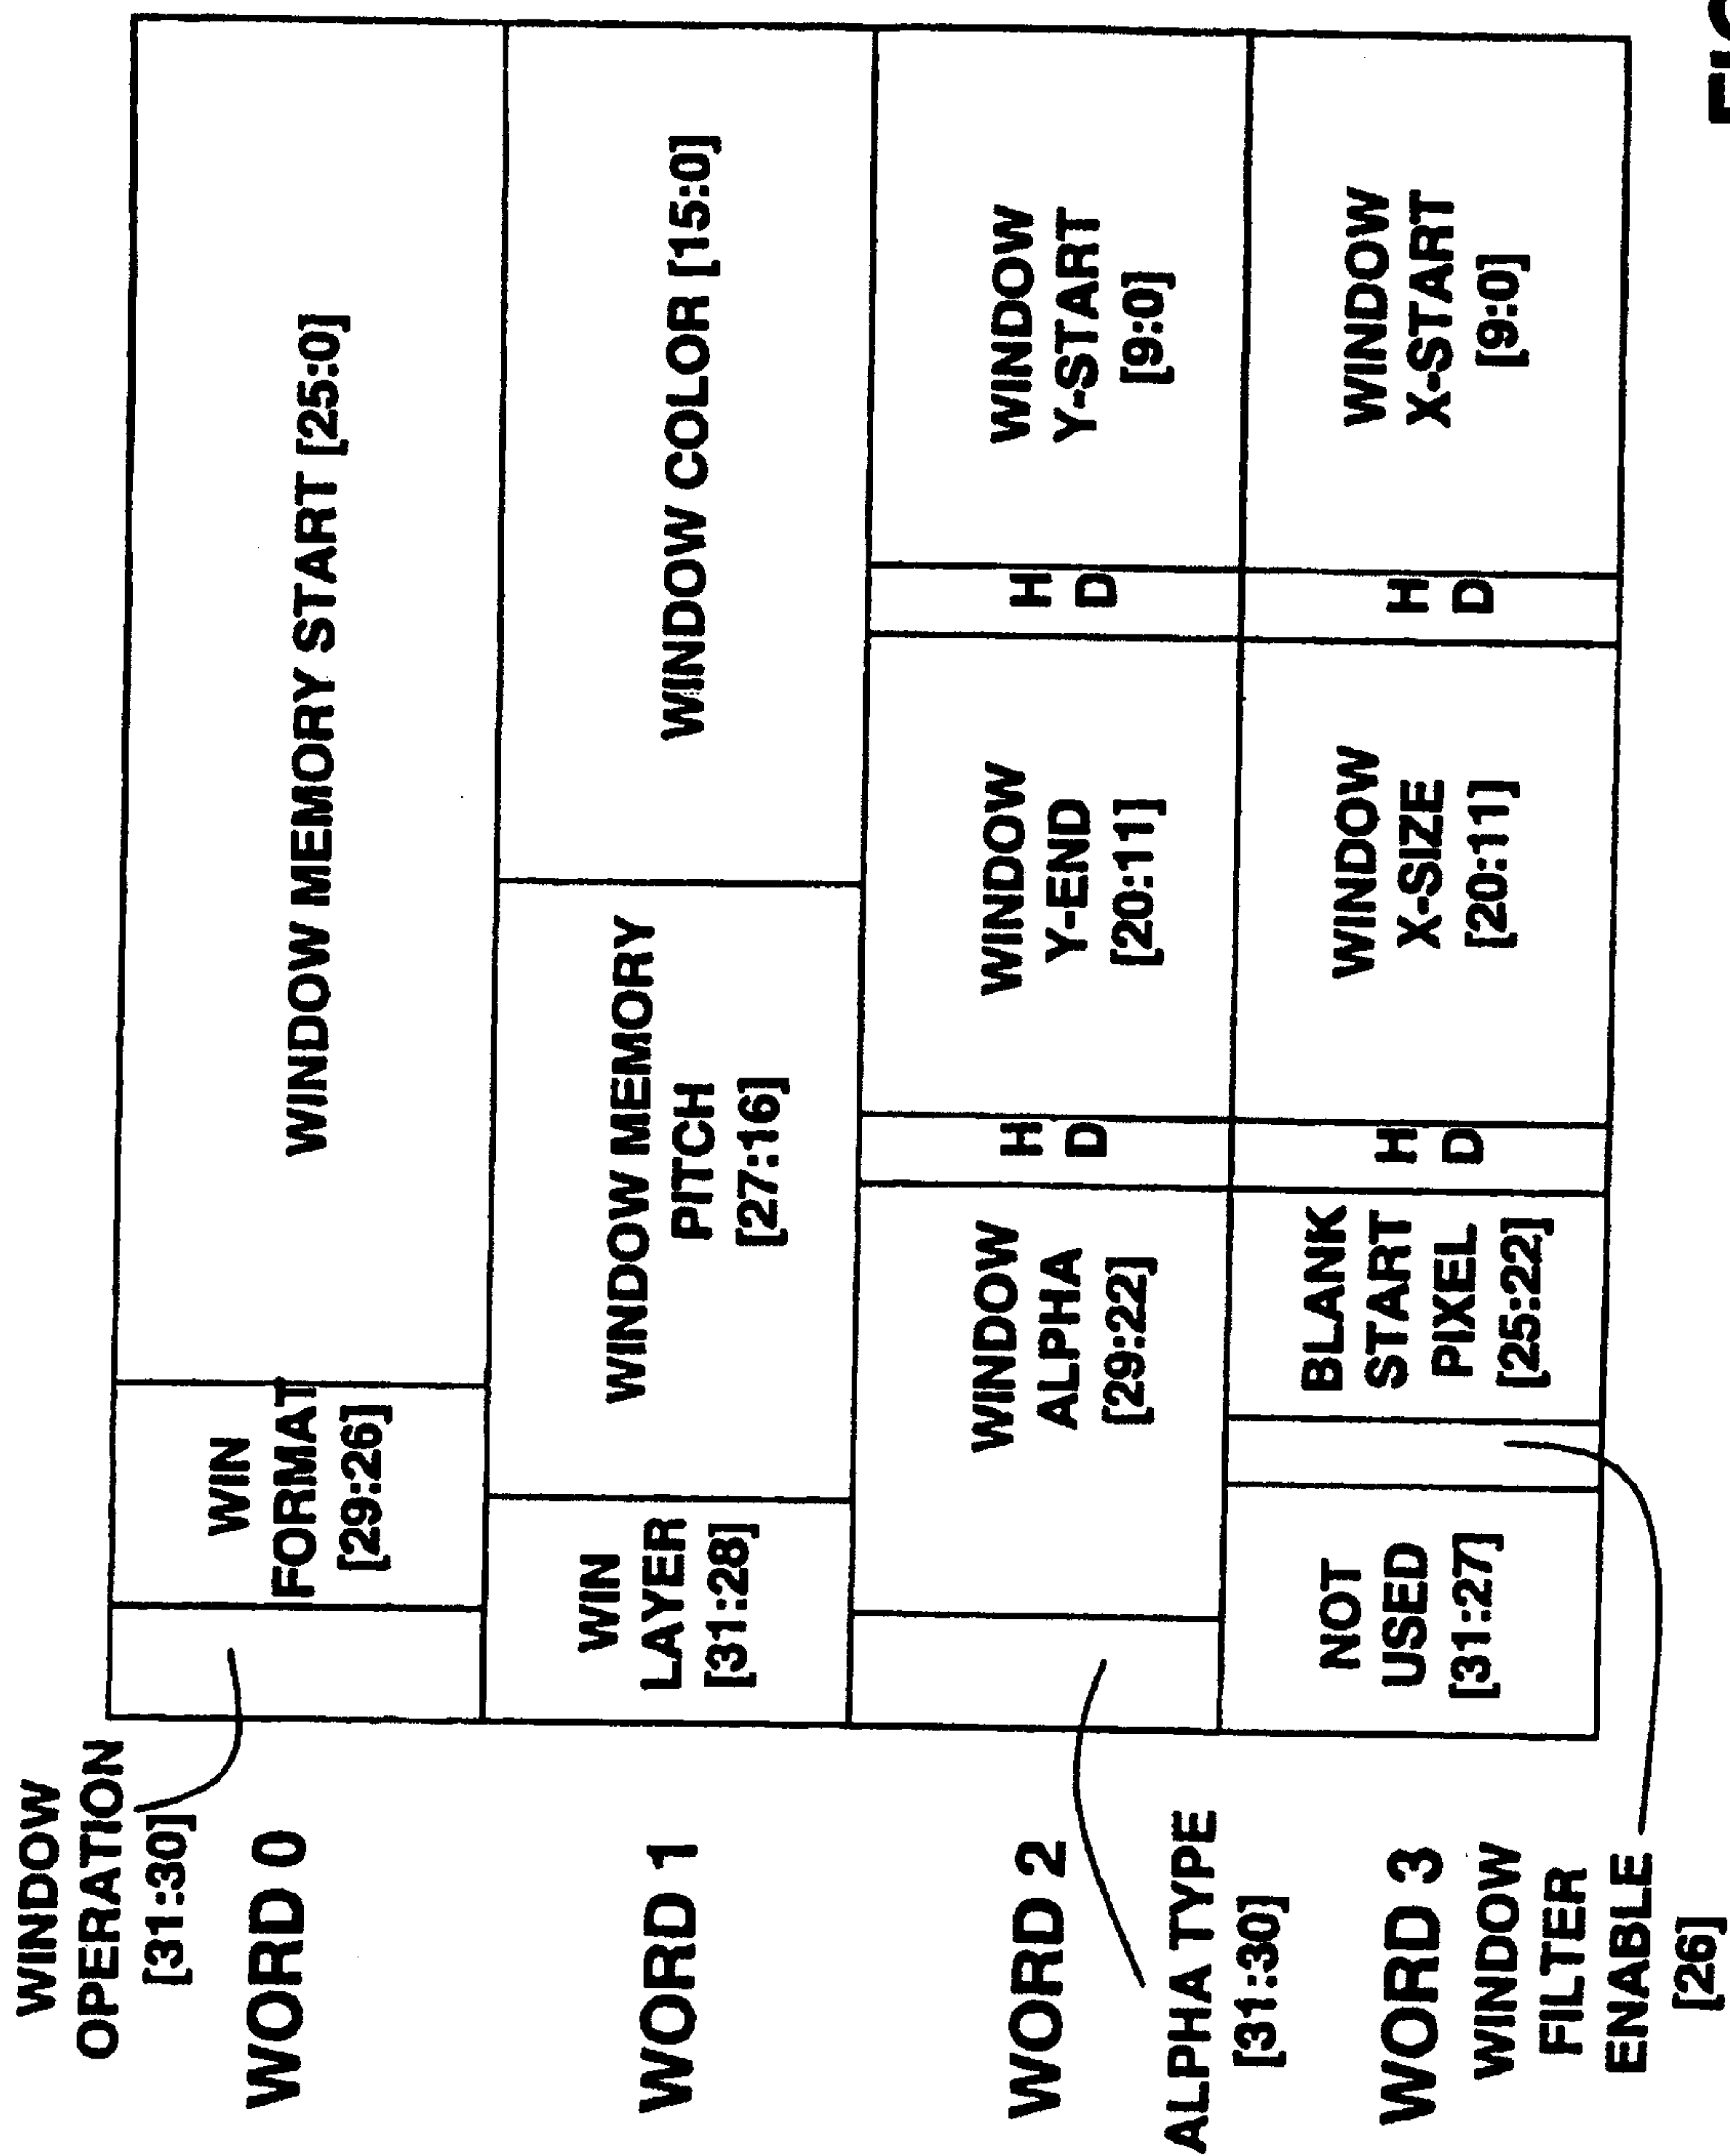 WINDOW
OPERATION
[31:30]
WORD 0
WIN
FORMAT
[29:26]
WINDOW MEMORY START [25:0]
WORD 1
WIN
LAYER
[31:28]
WINDOW MEMORY
PITCH
[27:16]
WINDOW COLOR [15:0]
WORD 2
WINDOW
ALPHA
[29:22]
H
D
WINDOW
Y-END
[20:11]
H
D
WINDOW
Y-START
[9:0]
ALPHA TYPE
[31:30]
WORD 3
NOT
USED
[31:27]
BLANK
START
PIXEL
[25:22]
H
D
WINDOW
X-SIZE
[20:11]
H
D
WINDOW
X-START
[9:0]
WINDOW
FILTER
ENABLE
[26]